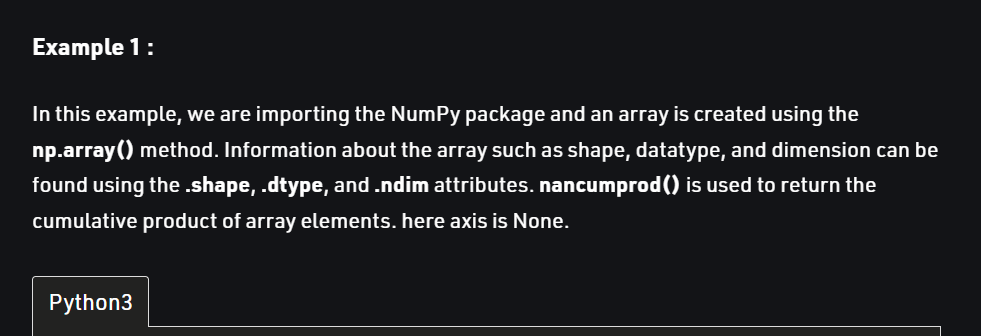 Example 1 :
In this example, we are importing the NumPy package and an array is created using the
np.array() method. Information about the array such as shape, datatype, and dimension can be
found using the .shape, .dtype, and .ndim attributes. nancumprod() is used to return the
cumulative product of array elements. here axis is None.
Python3